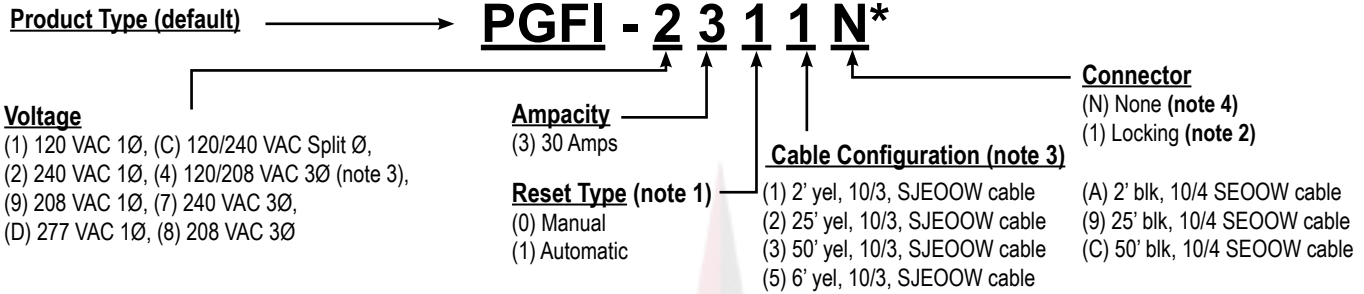 Product Type (default)
PGFI - 2 3 1 1 N*
Voltage
(1) 120 VAC 1Ø, (C) 120/240 VAC Split Ø,
(2) 240 VAC 1Ø, (4) 120/208 VAC 3Ø (note 3),
(9) 208 VAC 1Ø, (7) 240 VAC 3Ø,
(D) 277 VAC 1Ø, (8) 208 VAC 3Ø
Ampacity
(3) 30 Amps
Reset Type (note 1)
(0) Manual
(1) Automatic
Cable Configuration (note 3)
(1) 2’ yel, 10/3, SJEOOW cable
(2) 25’ yel, 10/3, SJEOOW cable
(3) 50’ yel, 10/3, SJEOOW cable
(5) 6’ yel, 10/3, SJEOOW cable
(A) 2’ blk, 10/4 SEOOW cable
(9) 25’ blk, 10/4 SEOOW cable
(C) 50’ blk, 10/4 SEOOW cable
Connector
(N) None (note 4)
(1) Locking (note 2)